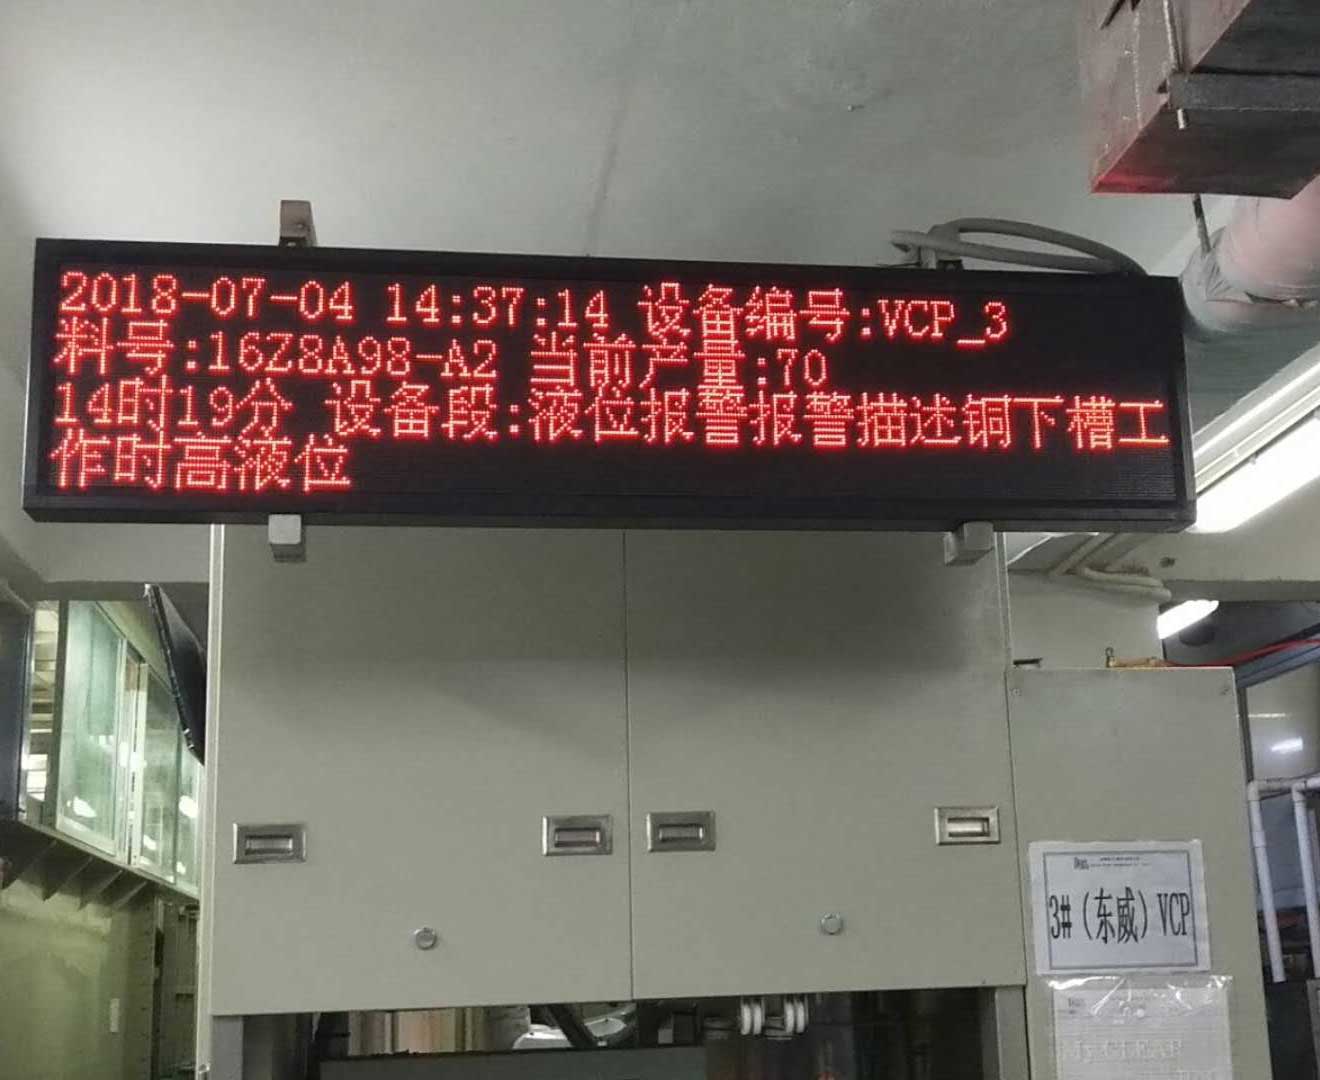 2018-07-04 14:37:14 设备编号:VCP_3
料号:16Z8A98-A2 当前产量:70
14时19分 设备段:液位报警报警描述铜下槽工
作时高液位
3#（东威）VCP